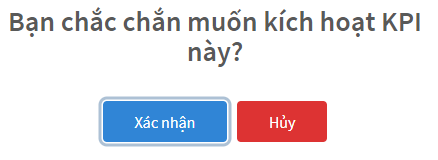 Bạn chắc chắn muốn kích hoạt KPI
này?
Xác nhận
Hủy